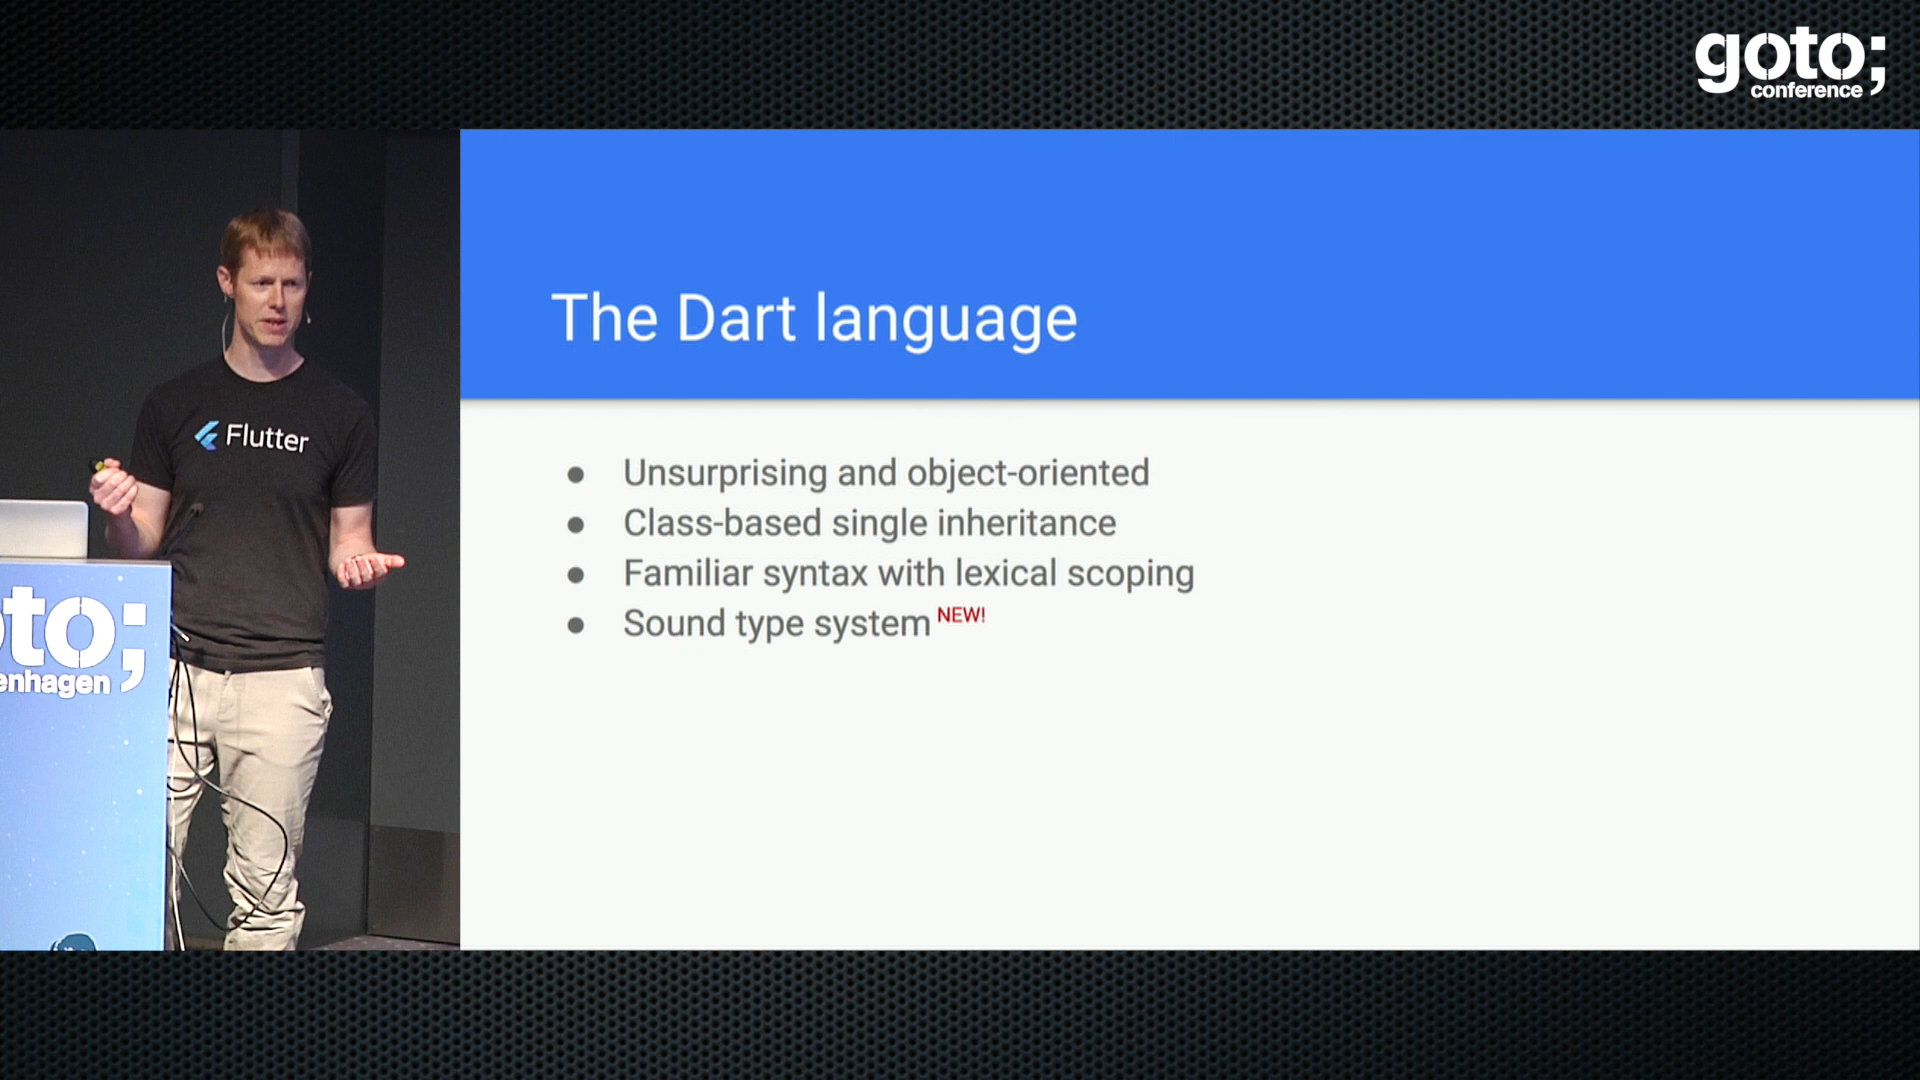 goto;
conference
The Dart language
Flutter
● Unsurprising and object-oriented
● Class-based single inheritance
● Familiar syntax with lexical scoping
● Sound type system NEW!
oto;
enhagen